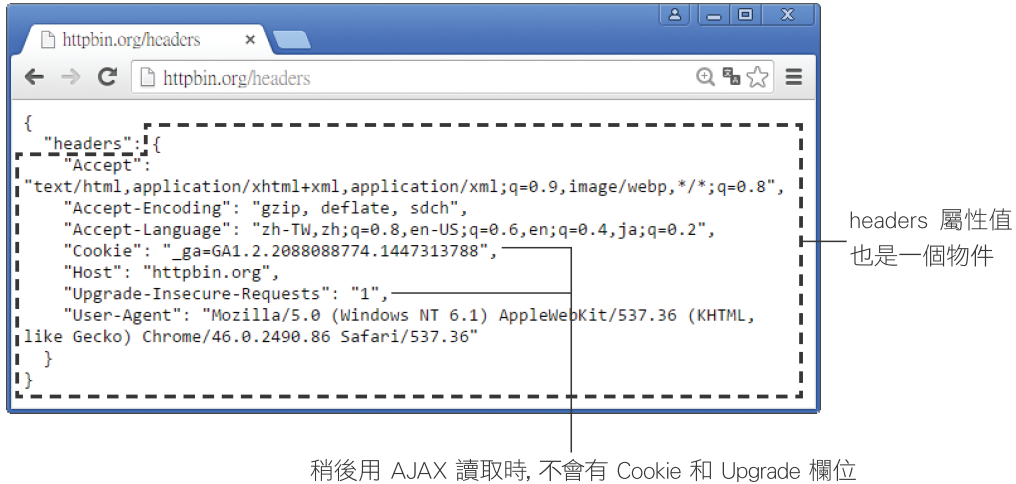 httpbin.org/headers
httpbin.org/headers
{
"headers": {
"Accept":
"text/html,application/xhtml+xml,application/xml;q=0.9,image/webp,*/*;q=0.8",
"Accept-Encoding": "gzip, deflate, sdch",
"Accept-Language": "zh-TW,zh;q=0.8,en-US;q=0.6,en;q=0.4,ja;q=0.2",
"Cookie": "_ga=GA1.2.2088088774.1447313788",
"Host": "httpbin.org",
"Upgrade-Insecure-Requests": "1",
"User-Agent": "Mozilla/5.0 (Windows NT 6.1) AppleWebKit/537.36 (KHTML,
like Gecko) Chrome/46.0.2490.86 Safari/537.36"
}
}
headers 屬性值
也是一個物件
稍後用 AJAX 讀取時, 不會有 Cookie 和 Upgrade 欄位